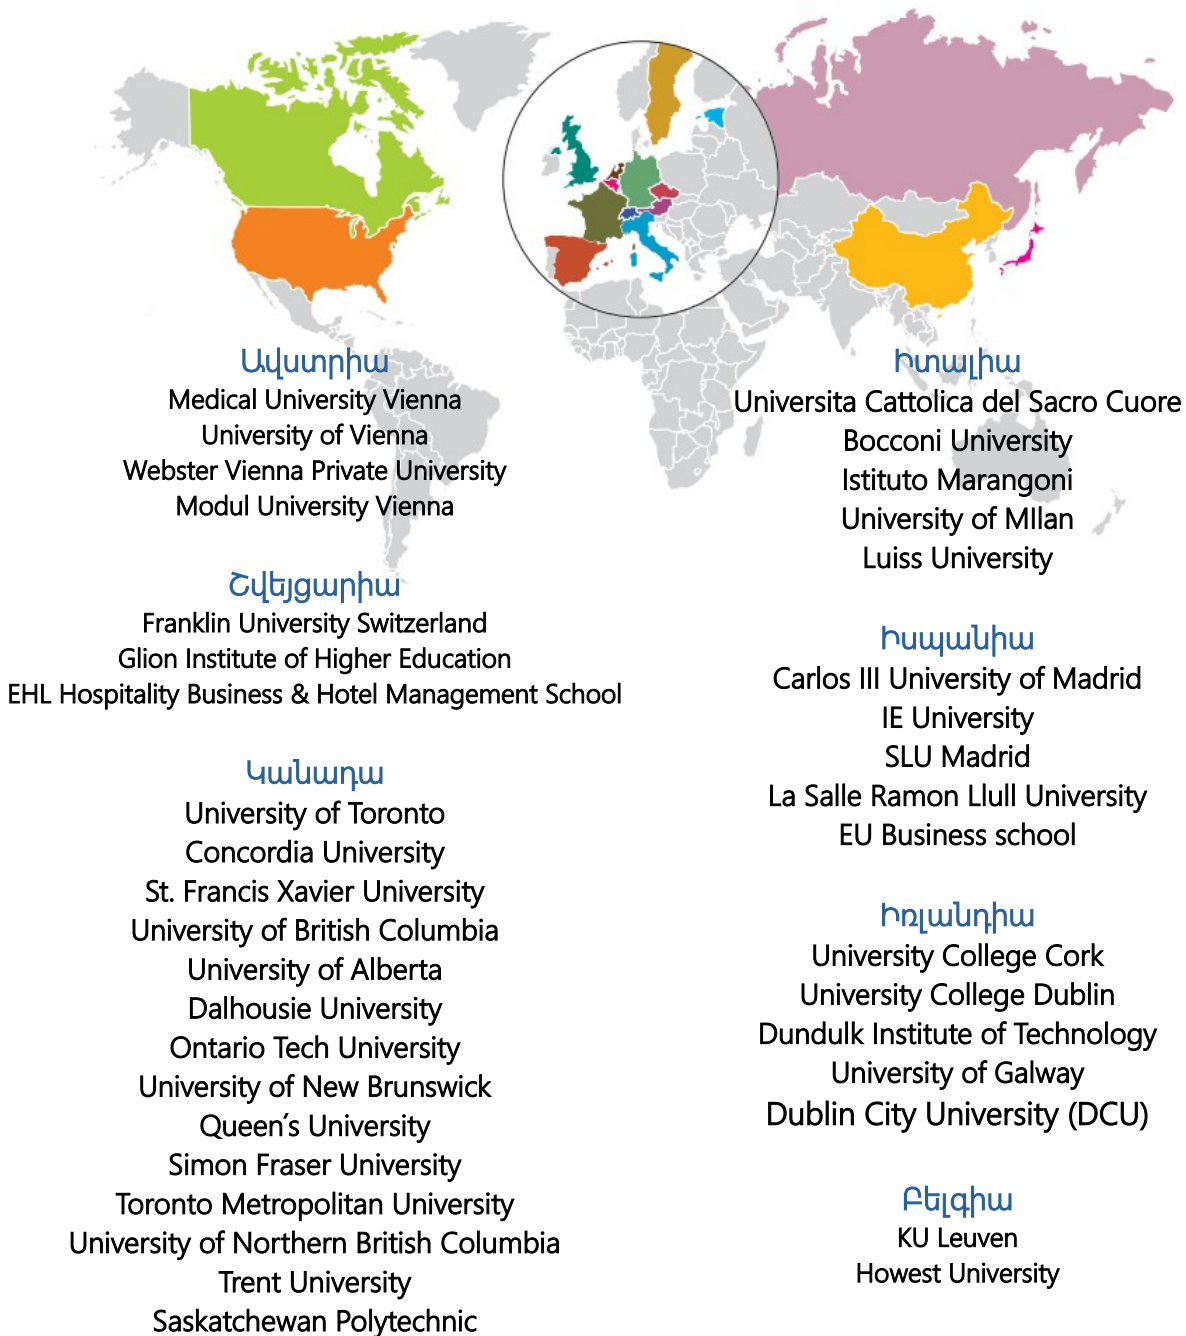 Ավստրիա
Medical University Vienna
University of Vienna
Webster Vienna Private University
Modul University Vienna
Շվեյցարիա
Franklin University Switzerland
Glion Institute of Higher Education
EHL Hospitality Business & Hotel Management School
Կանադա
University of Toronto
Concordia University
St. Francis Xavier University
University of British Columbia
University of Alberta
Dalhousie University
Ontario Tech University
University of New Brunswick
Queen´s University
Simon Fraser University
Toronto Metropolitan University
University of Northern British Columbia
Trent University
Saskatchewan Polytechnic
Իտալիա
Universita Cattolica del Sacro Cuore
Bocconi University
Istituto Marangoni
University of MIlan
Luiss University
Իսպանիա
Carlos III University of Madrid
IE University
SLU Madrid
La Salle Ramon Llull University
EU Business school
Իռլանդիա
University College Cork
University College Dublin
Dundulk Institute of Technology
University of Galway
Dublin City University (DCU)
Բելգիա
KU Leuven
Howest University